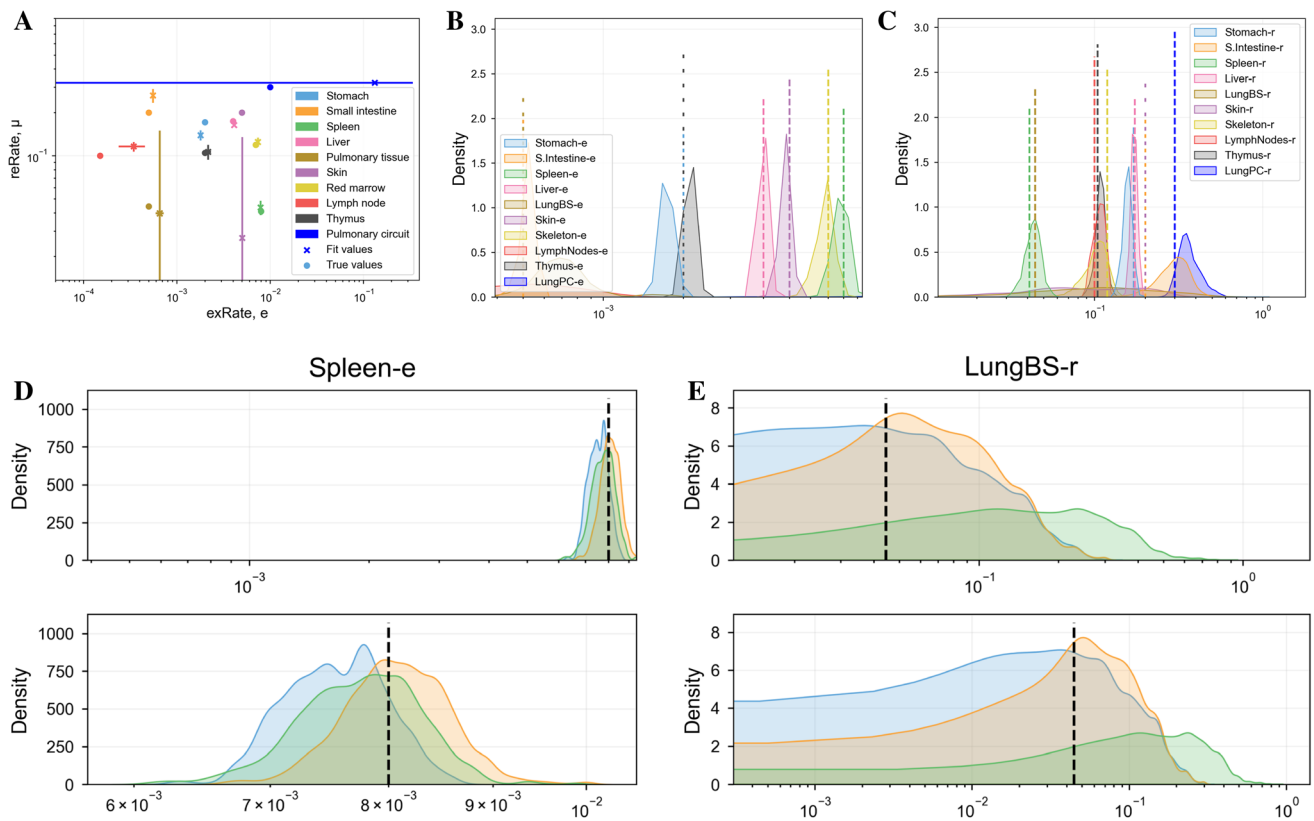 A
reRate, μ
10⁻¹
10⁻⁴
10⁻³
10⁻²
10⁻¹
exRate, e
Stomach
Small intestine
Spleen
Liver
Pulmonary tissue
Skin
Red marrow
Lymph node
Thymus
Pulmonary circuit
Fit values
True values
B
Density
3.0
2.5
2.0
1.5
1.0
0.5
0.0
10⁻³
Stomach-e
S.Intestine-e
Spleen-e
Liver-e
LungBS-e
Skin-e
Skeleton-e
LymphNodes-e
Thymus-e
LungPC-e
C
Density
3.0
2.5
2.0
1.5
1.0
0.5
0.0
10⁻¹
10⁰
Stomach-r
S.Intestine-r
Spleen-r
Liver-r
LungBS-r
Skin-r
Skeleton-r
LymphNodes-r
Thymus-r
LungPC-r
D
Spleen-e
Density
1000
750
500
250
0
10⁻³
Density
1000
750
500
250
0
6 × 10⁻³
7 × 10⁻³
8 × 10⁻³
9 × 10⁻³
10⁻²
E
LungBS-r
Density
8
6
4
2
0
10⁻¹
10⁰
Density
8
6
4
2
0
10⁻³
10⁻²
10⁻¹
10⁰